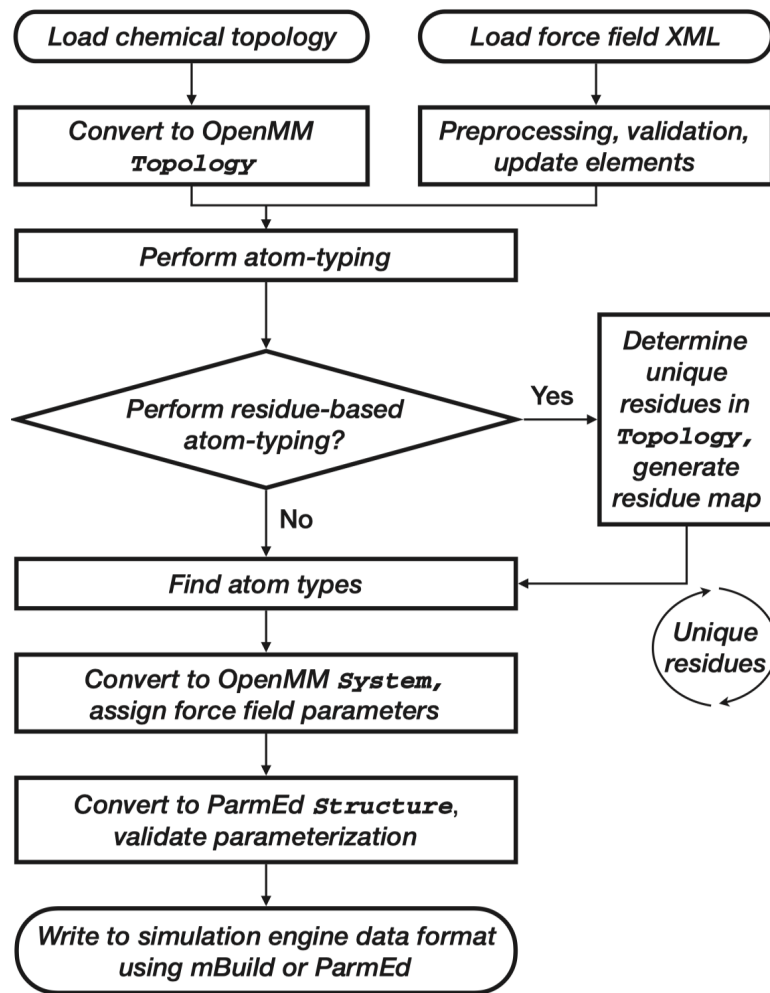 Load chemical topology
Load force field XML
Convert to OpenMM
Topology
Preprocessing, validation,
update elements
Perform atom-typing
Perform residue-based
atom-typing?
Yes
Determine
unique
residues in
Topology,
generate
residue map
No
Find atom types
Unique
residues
Convert to OpenMM System,
assign force field parameters
Convert to ParmEd Structure,
validate parameterization
Write to simulation engine data format
using mBuild or ParmEd